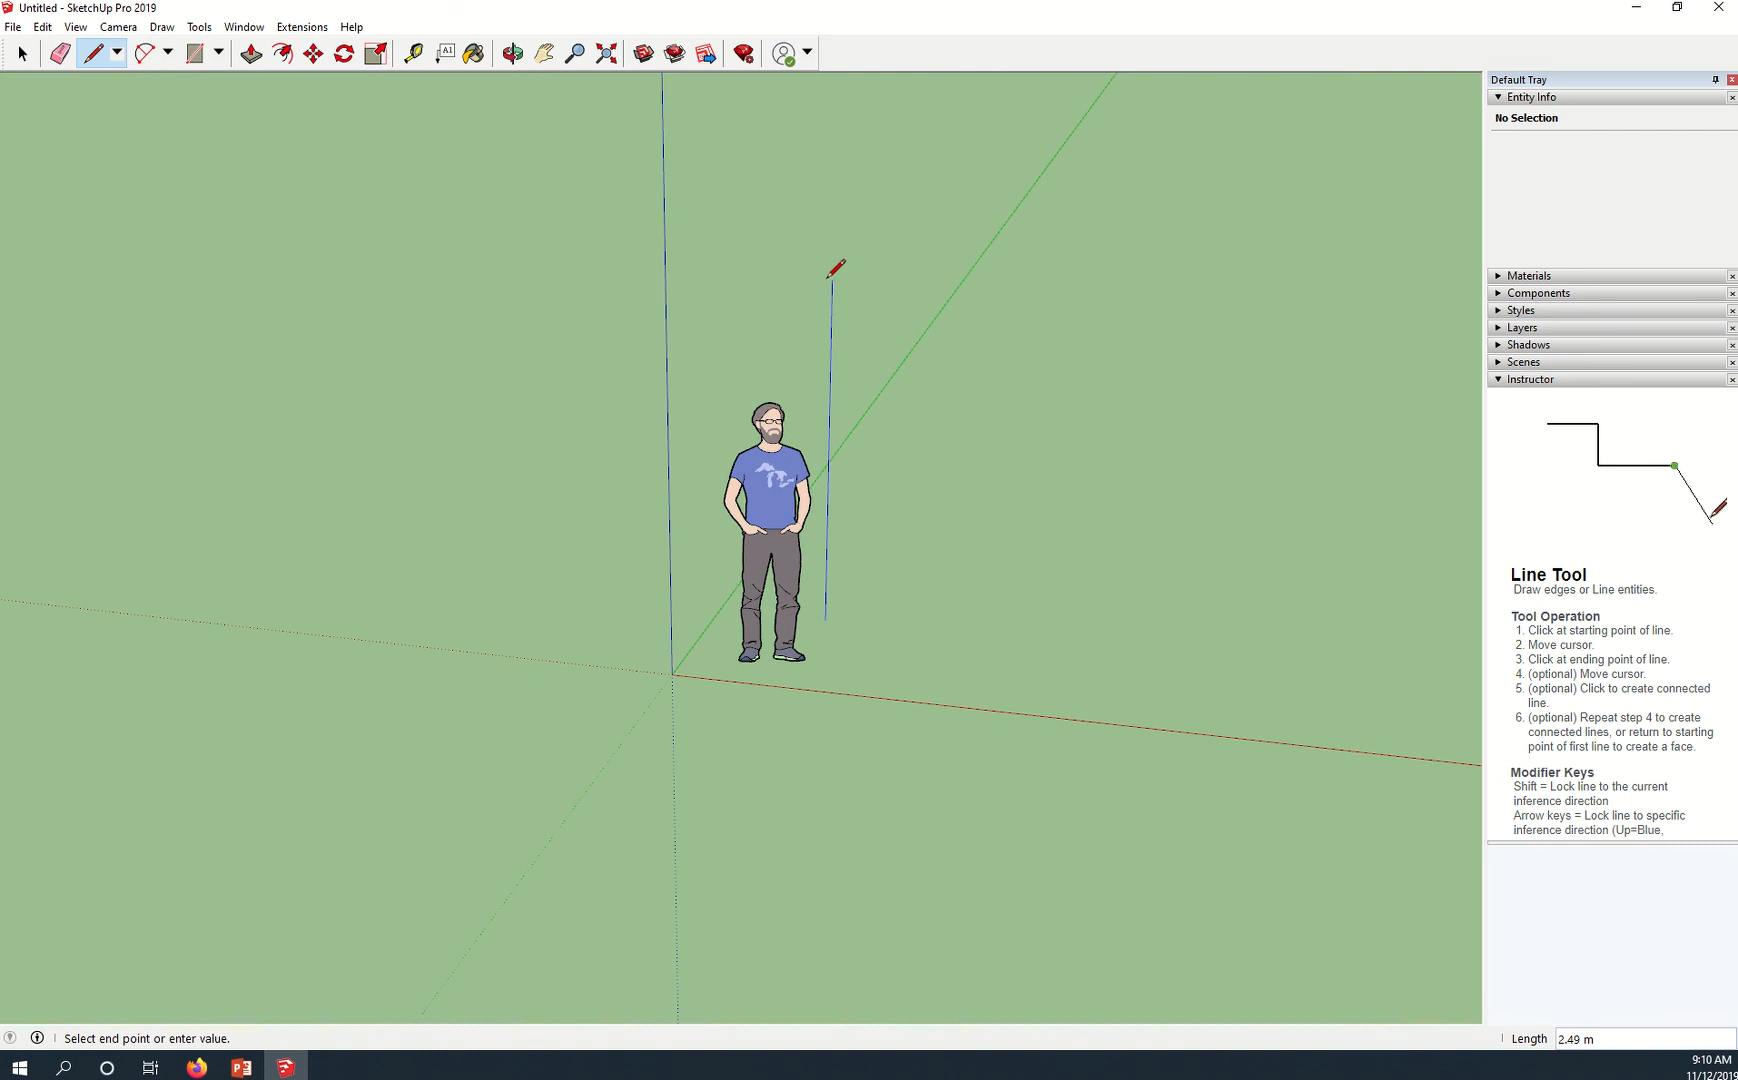 Untitled - SketchUp Pro 2019
File Edit View Camera Draw Tools Window Extensions Help
A1
Default Tray
Entity Info
No Selection
Materials
Components
Styles
Layers
Shadows
Scenes
Instructor
Line Tool
Draw edges or Line entities.
Tool Operation
1. Click at starting point of line.
2. Move cursor.
3. Click at ending point of line.
4. (optional) Move cursor.
5. (optional) Click to create connected
line.
6. (optional) Repeat step 4 to create
connected lines, or return to starting
point of first line to create a face.
Modifier Keys
Shift = Lock line to the current
inference direction
Arrow keys = Lock line to specific
inference direction (Up=Blue,
Select end point or enter value.
Length 2.49 m
9:10 AM
11/12/2019